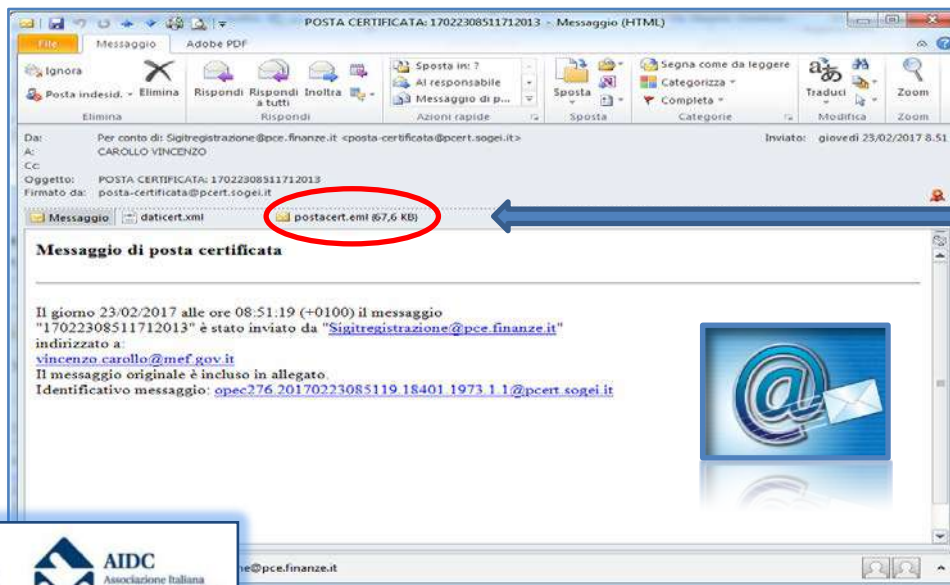 POSTA CERTIFICATA: 17022308511712013 - Messaggio (HTML)
File Messaggio Adobe PDF
Ignora
Posta indesid. Elimina
Elimina
Rispondi Rispondi a tutti Inoltra
Rispondi
Sposta in: ?
Al responsabile
Messaggio di p...
Azioni rapide
Sposta
Sposta
Segna come da leggere
Categorizza
Completa
Categorie
Traduci
Modifica
Zoom
Zoom
Da: Per conto di: Sigitregistrazione@pce.finanze.it <posta-certificata@pcert.sogei.it> Inviato: giovedì 23/02/2017 8.51
A: CAROLLO VINCENZO
Cc:
Oggetto: POSTA CERTIFICATA: 17022308511712013
Firmato da: posta-certificata@pcert.sogei.it
Messaggio daticert.xml postacert.eml (67,6 KB)
Messaggio di posta certificata
Il giorno 23/02/2017 alle ore 08:51:19 (+0100) il messaggio
"17022308511712013" è stato inviato da "Sigitregistrazione@pce.finanze.it"
indirizzato a:
vincenzo.carollo@mef.gov.it
Il messaggio originale è incluso in allegato.
Identificativo messaggio: opec276.20170223085119.18401.1973.1.1@pcert.sogei.it
AIDC
Associazione Italiana
ne@pce.finanze.it